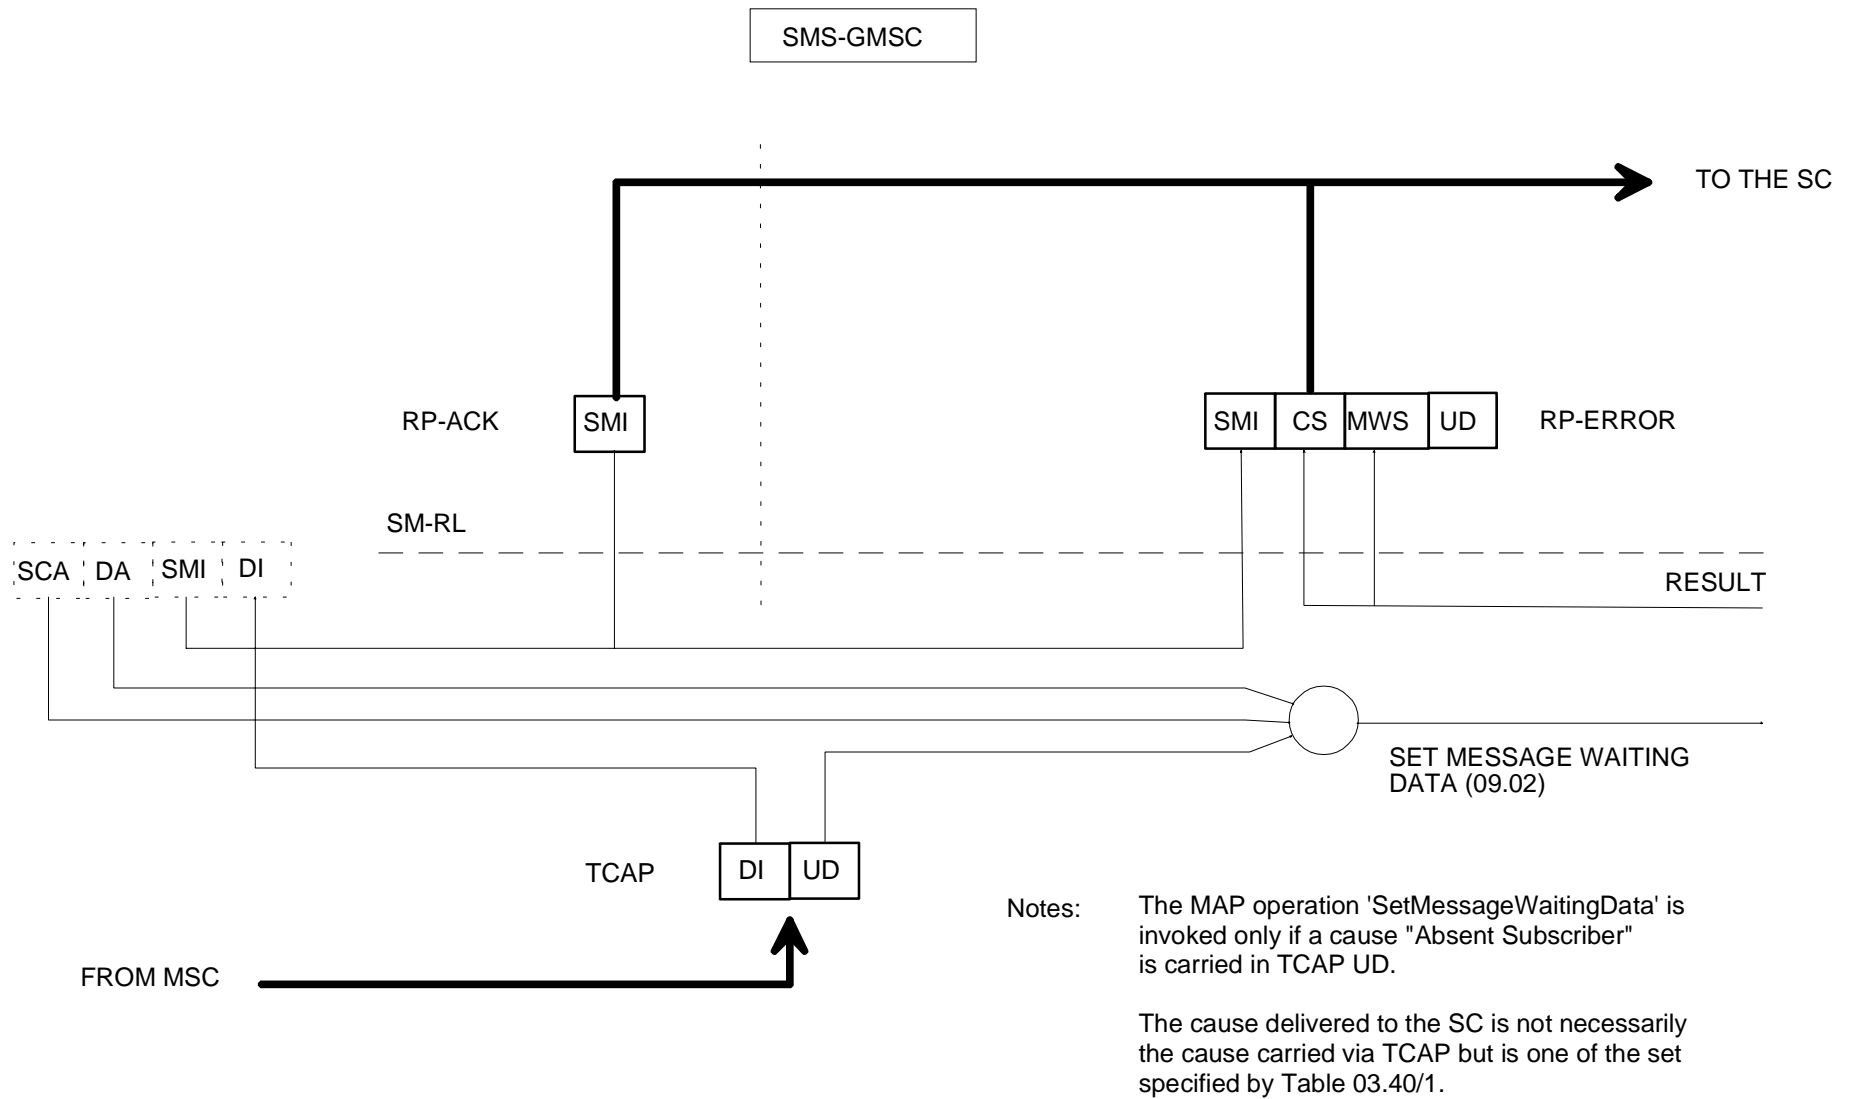 SMS-GMSC
TO THE SC
RP-ACK
SMI
SMI CS MWS UD
RP-ERROR
SM-RL
SCA DA SMI DI
RESULT
SET MESSAGE WAITING
DATA (09.02)
TCAP
DI UD
FROM MSC
Notes:
The MAP operation 'SetMessageWaitingData' is
invoked only if a cause "Absent Subscriber"
is carried in TCAP UD.
The cause delivered to the SC is not necessarily
the cause carried via TCAP but is one of the set
specified by Table 03.40/1.